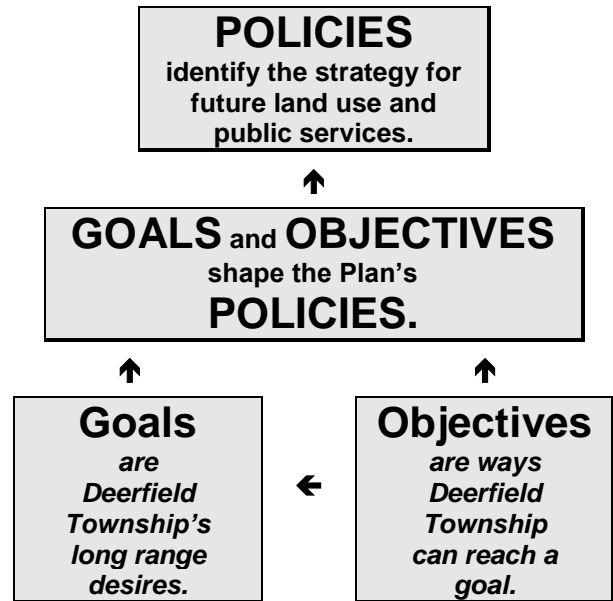 POLICIES
identify the strategy for
future land use and
public services.
GOALS and OBJECTIVES
shape the Plan’s
POLICIES.
Goals
are
Deerfield
Township’s
long range
desires.
Objectives
are ways
Deerfield
Township
can reach a
goal.